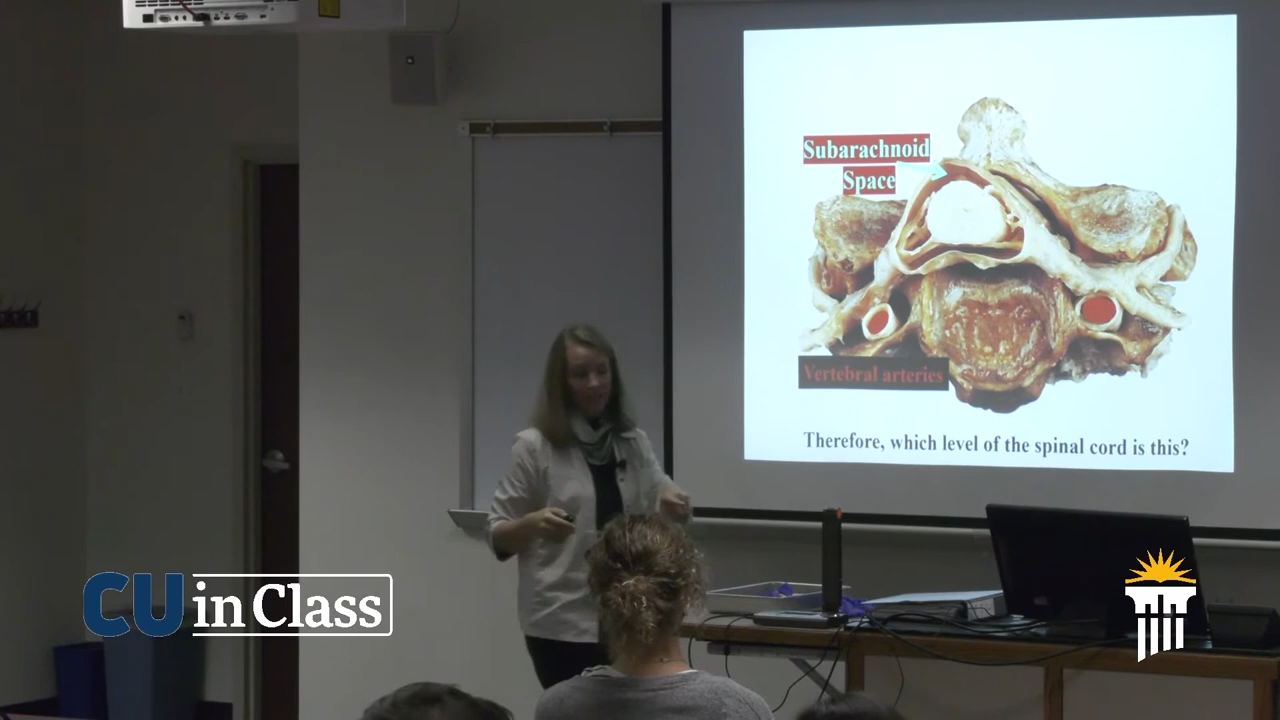 Subarachnoid
Space
Vertebral arteries
Therefore, which level of the spinal cord is this?
CU in Class